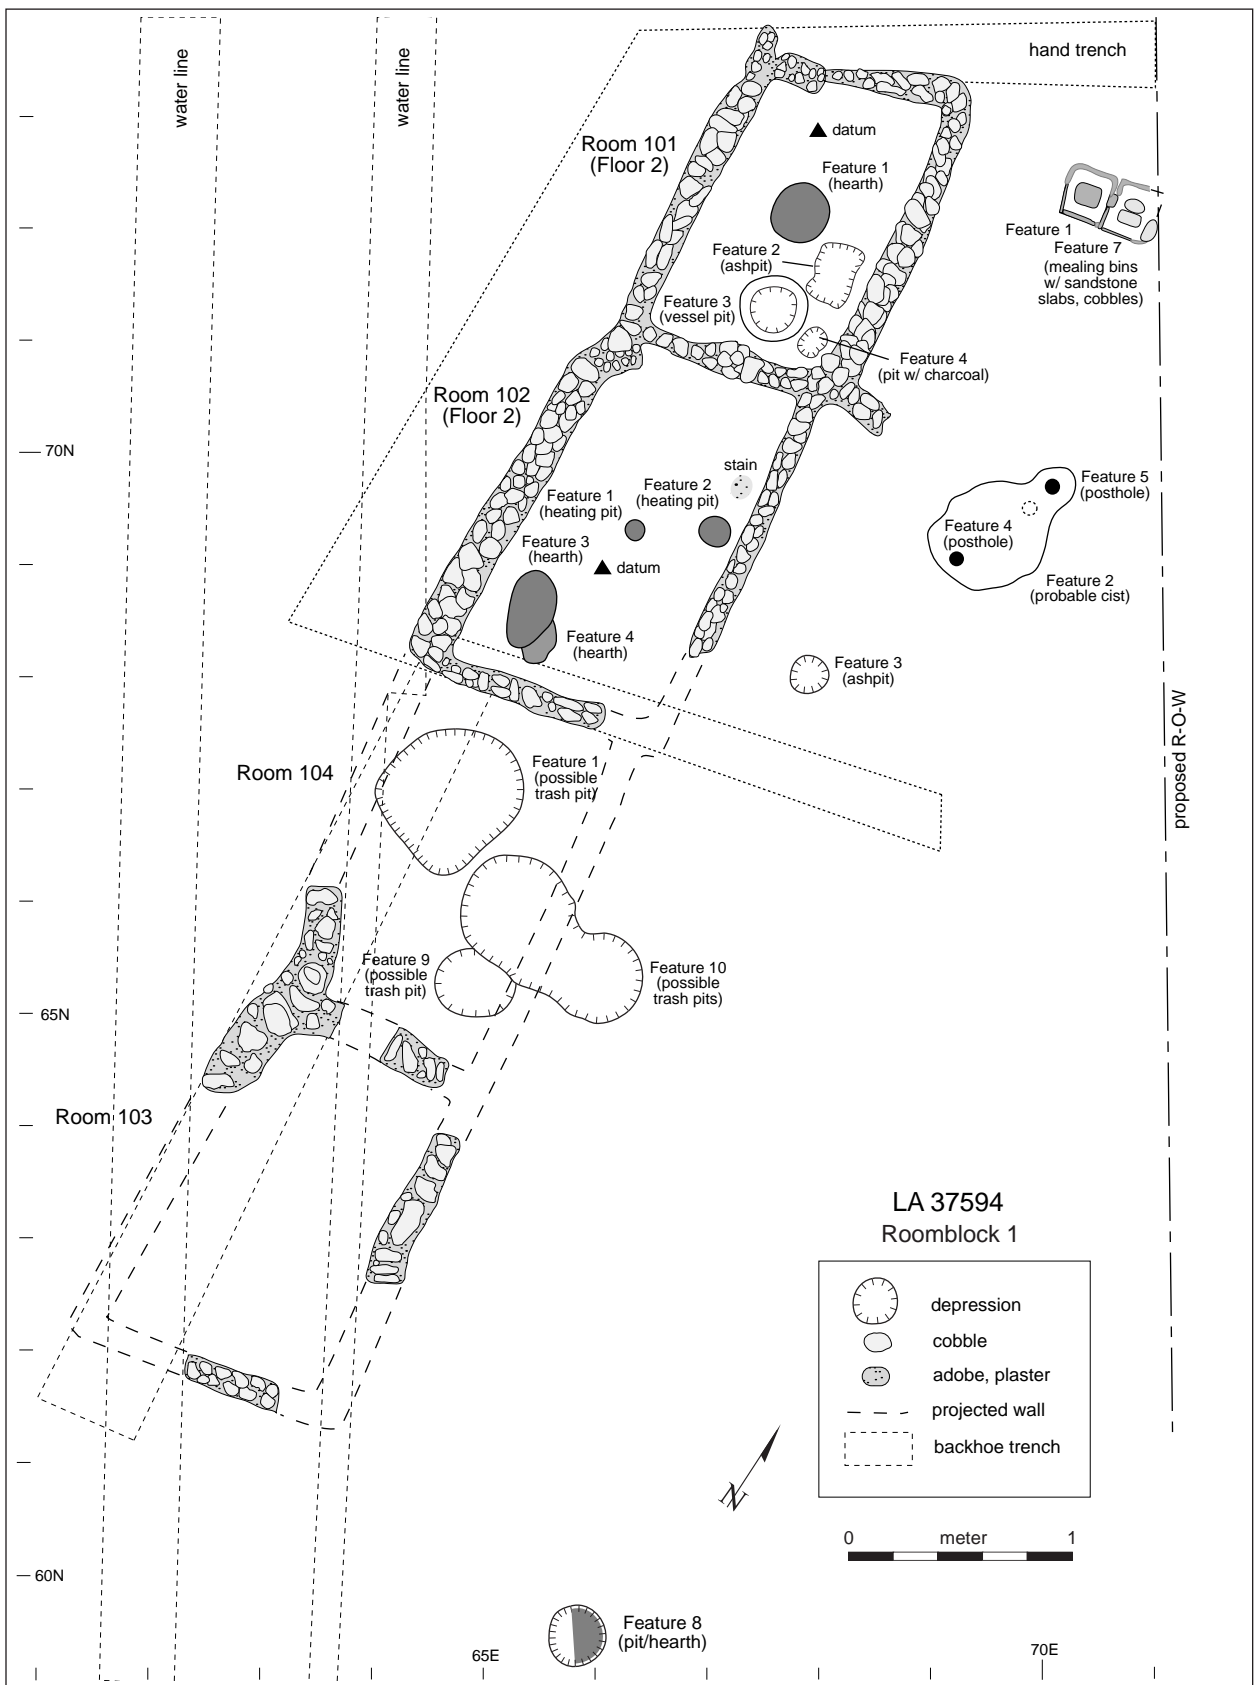 water line
water line
hand trench
Room 101
(Floor 2)
datum
Feature 1
(hearth)
Feature 2
(ashpit)
Feature 3
(vessel pit)
Feature 4
(pit w/ charcoal)
Feature 1
Feature 7
(mealing bins
w/ sandstone
slabs, cobbles)
Room 102
(Floor 2)
70N
stain
Feature 1
(heating pit)
Feature 2
(heating pit)
Feature 3
(hearth)
datum
Feature 4
(hearth)
Feature 5
(posthole)
Feature 4
(posthole)
Feature 2
(probable cist)
Feature 3
(ashpit)
proposed R-O-W
Room 104
Feature 1
(possible
trash pit)
Feature 9
(possible
trash pit)
Feature 10
(possible
trash pits)
65N
Room 103
LA 37594
Roomblock 1
depression
cobble
adobe, plaster
projected wall
backhoe trench
N
0 meter 1
60N
Feature 8
(pit/hearth)
65E
70E